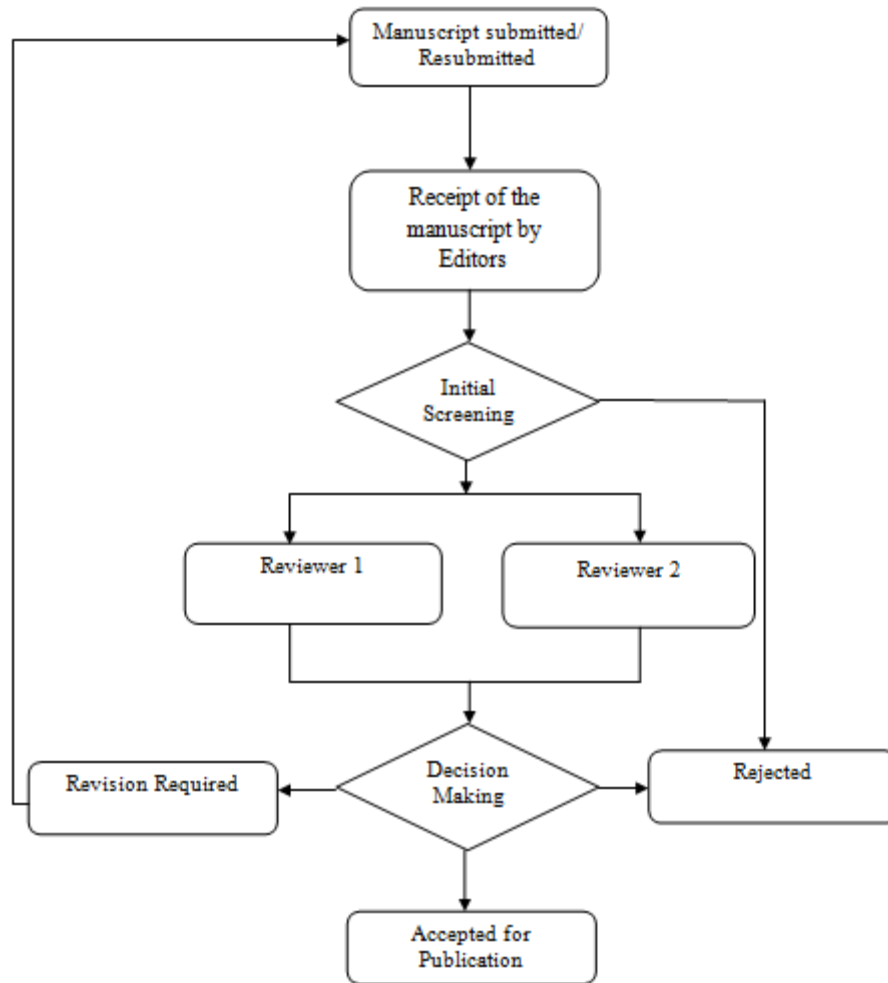 Manuscript submitted/
Resubmitted
Receipt of the
manuscript by
Editors
Initial
Screening
Reviewer 1
Reviewer 2
Revision Required
Decision
Making
Rejected
Accepted for
Publication